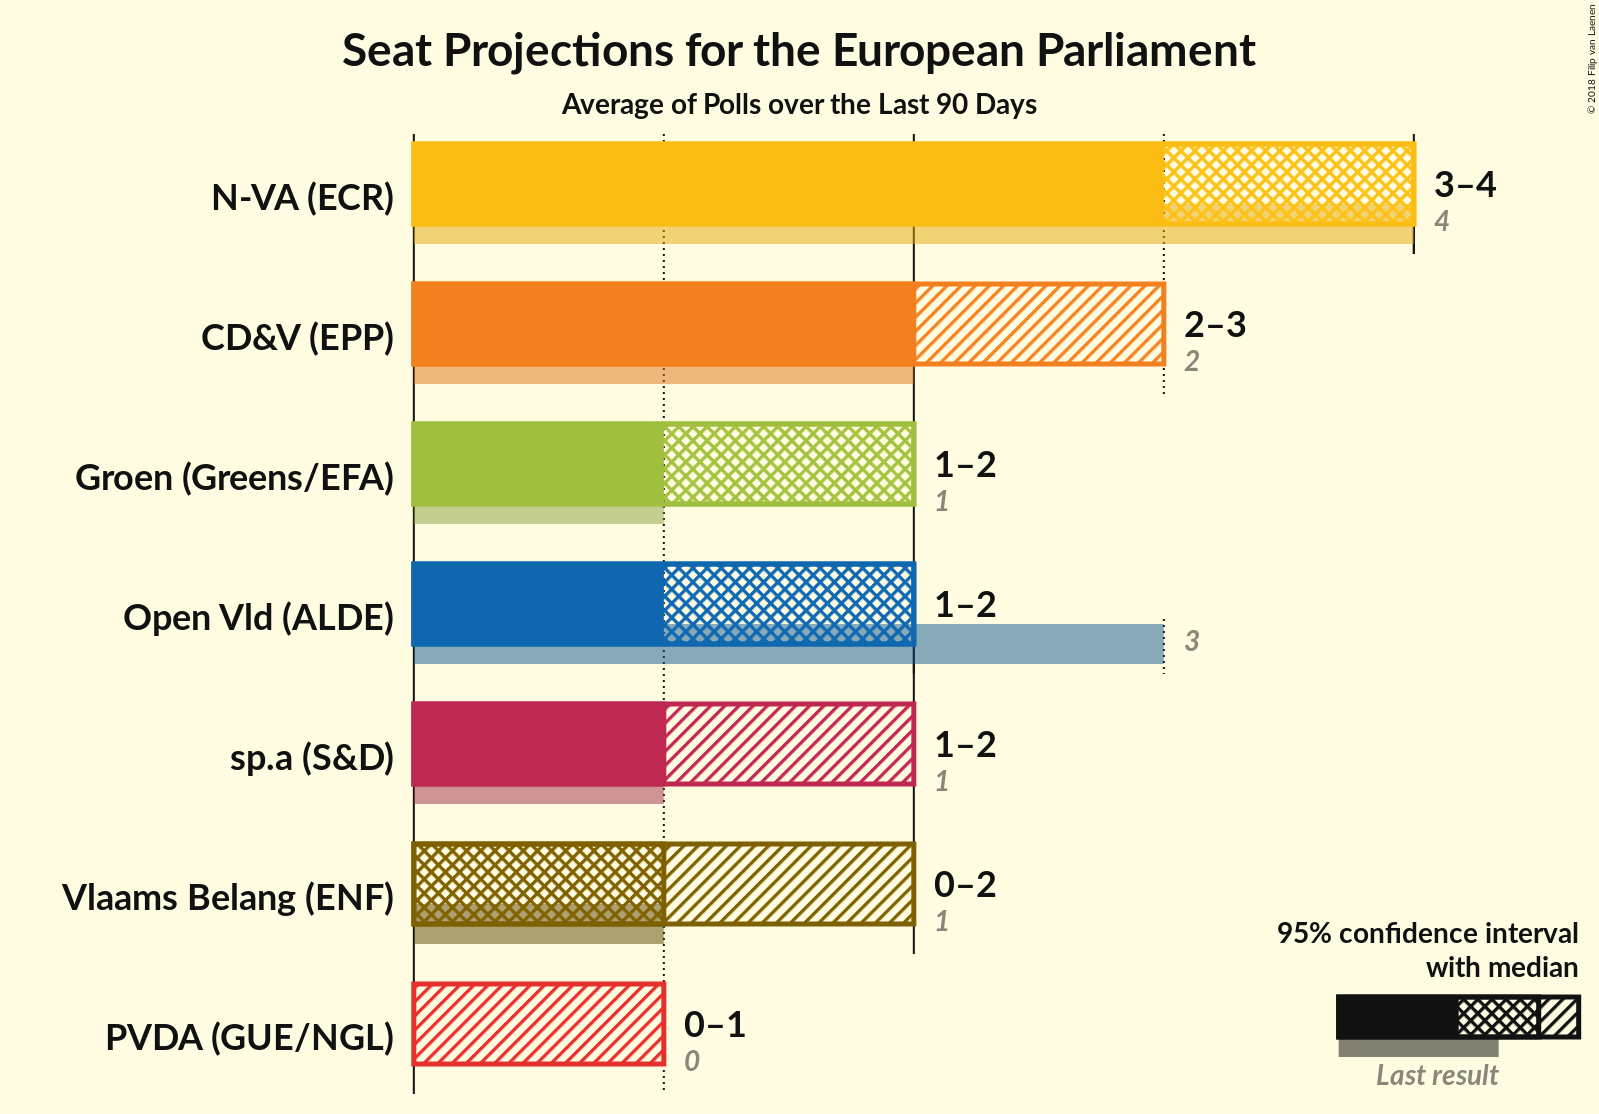 Seat Projections for the European Parliament
Average of Polls over the Last 90 Days
© 2018 Filip van Laenen
N-VA (ECR)
3–4
4
CD&V (EPP)
2–3
2
Groen (Greens/EFA)
1–2
1
Open Vld (ALDE)
1–2
3
sp.a (S&D)
1–2
1
Vlaams Belang (ENF)
0–2
1
PVDA (GUE/NGL)
0–1
0
95% confidence interval
with median
Last result